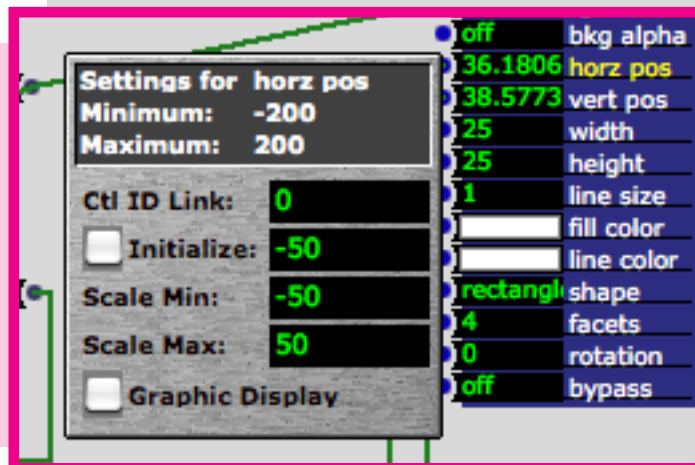 Settings for horz pos
Minimum: -200
Maximum: 200
Ctl ID Link: 0
Initialize: -50
Scale Min: -50
Scale Max: 50
Graphic Display
off bkg alpha
36.1806 horz pos
38.5773 vert pos
25 width
25 height
1 line size
fill color
line color
rectangl shape
4 facets
0 rotation
off bypass